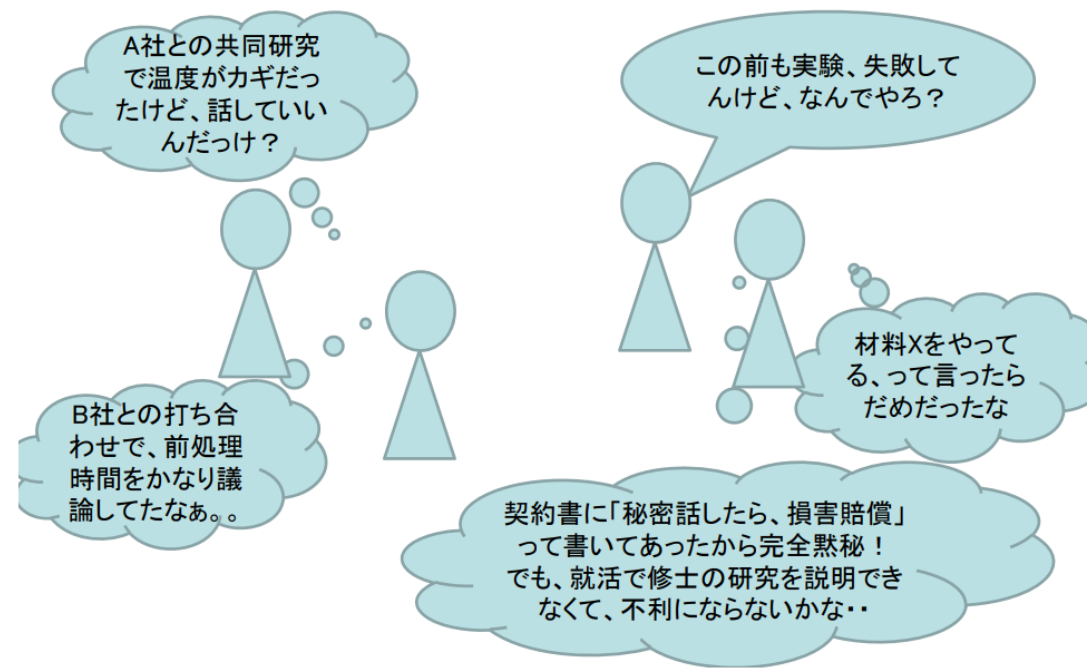 A社との共同研究
で温度がカギだっ
たけど、話していい
んだっけ？
この前も実験、失敗して
んけど、なんでやろ？
B社との打ち合
わせで、前処理
時間をかなり議
論してたなぁ。。
材料Xをやって
る、って言ったら
だめだったな
契約書に「秘密話したら、損害賠償」
って書いてあったから完全黙秘！
でも、就活で修士の研究を説明でき
なくて、不利にならないかな・・